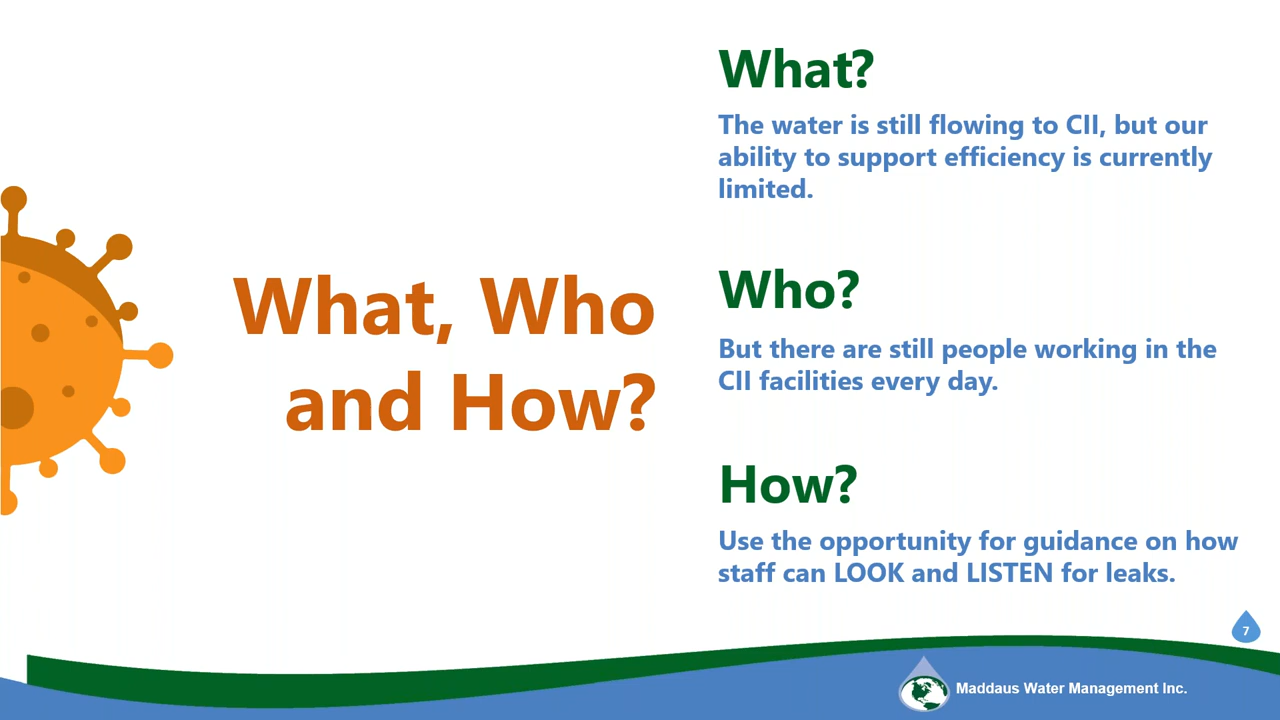 What, Who
and How?
What?
The water is still flowing to CII, but our
ability to support efficiency is currently
limited.
Who?
But there are still people working in the
CII facilities every day.
How?
Use the opportunity for guidance on how
staff can LOOK and LISTEN for leaks.
7
Maddaus Water Management Inc.